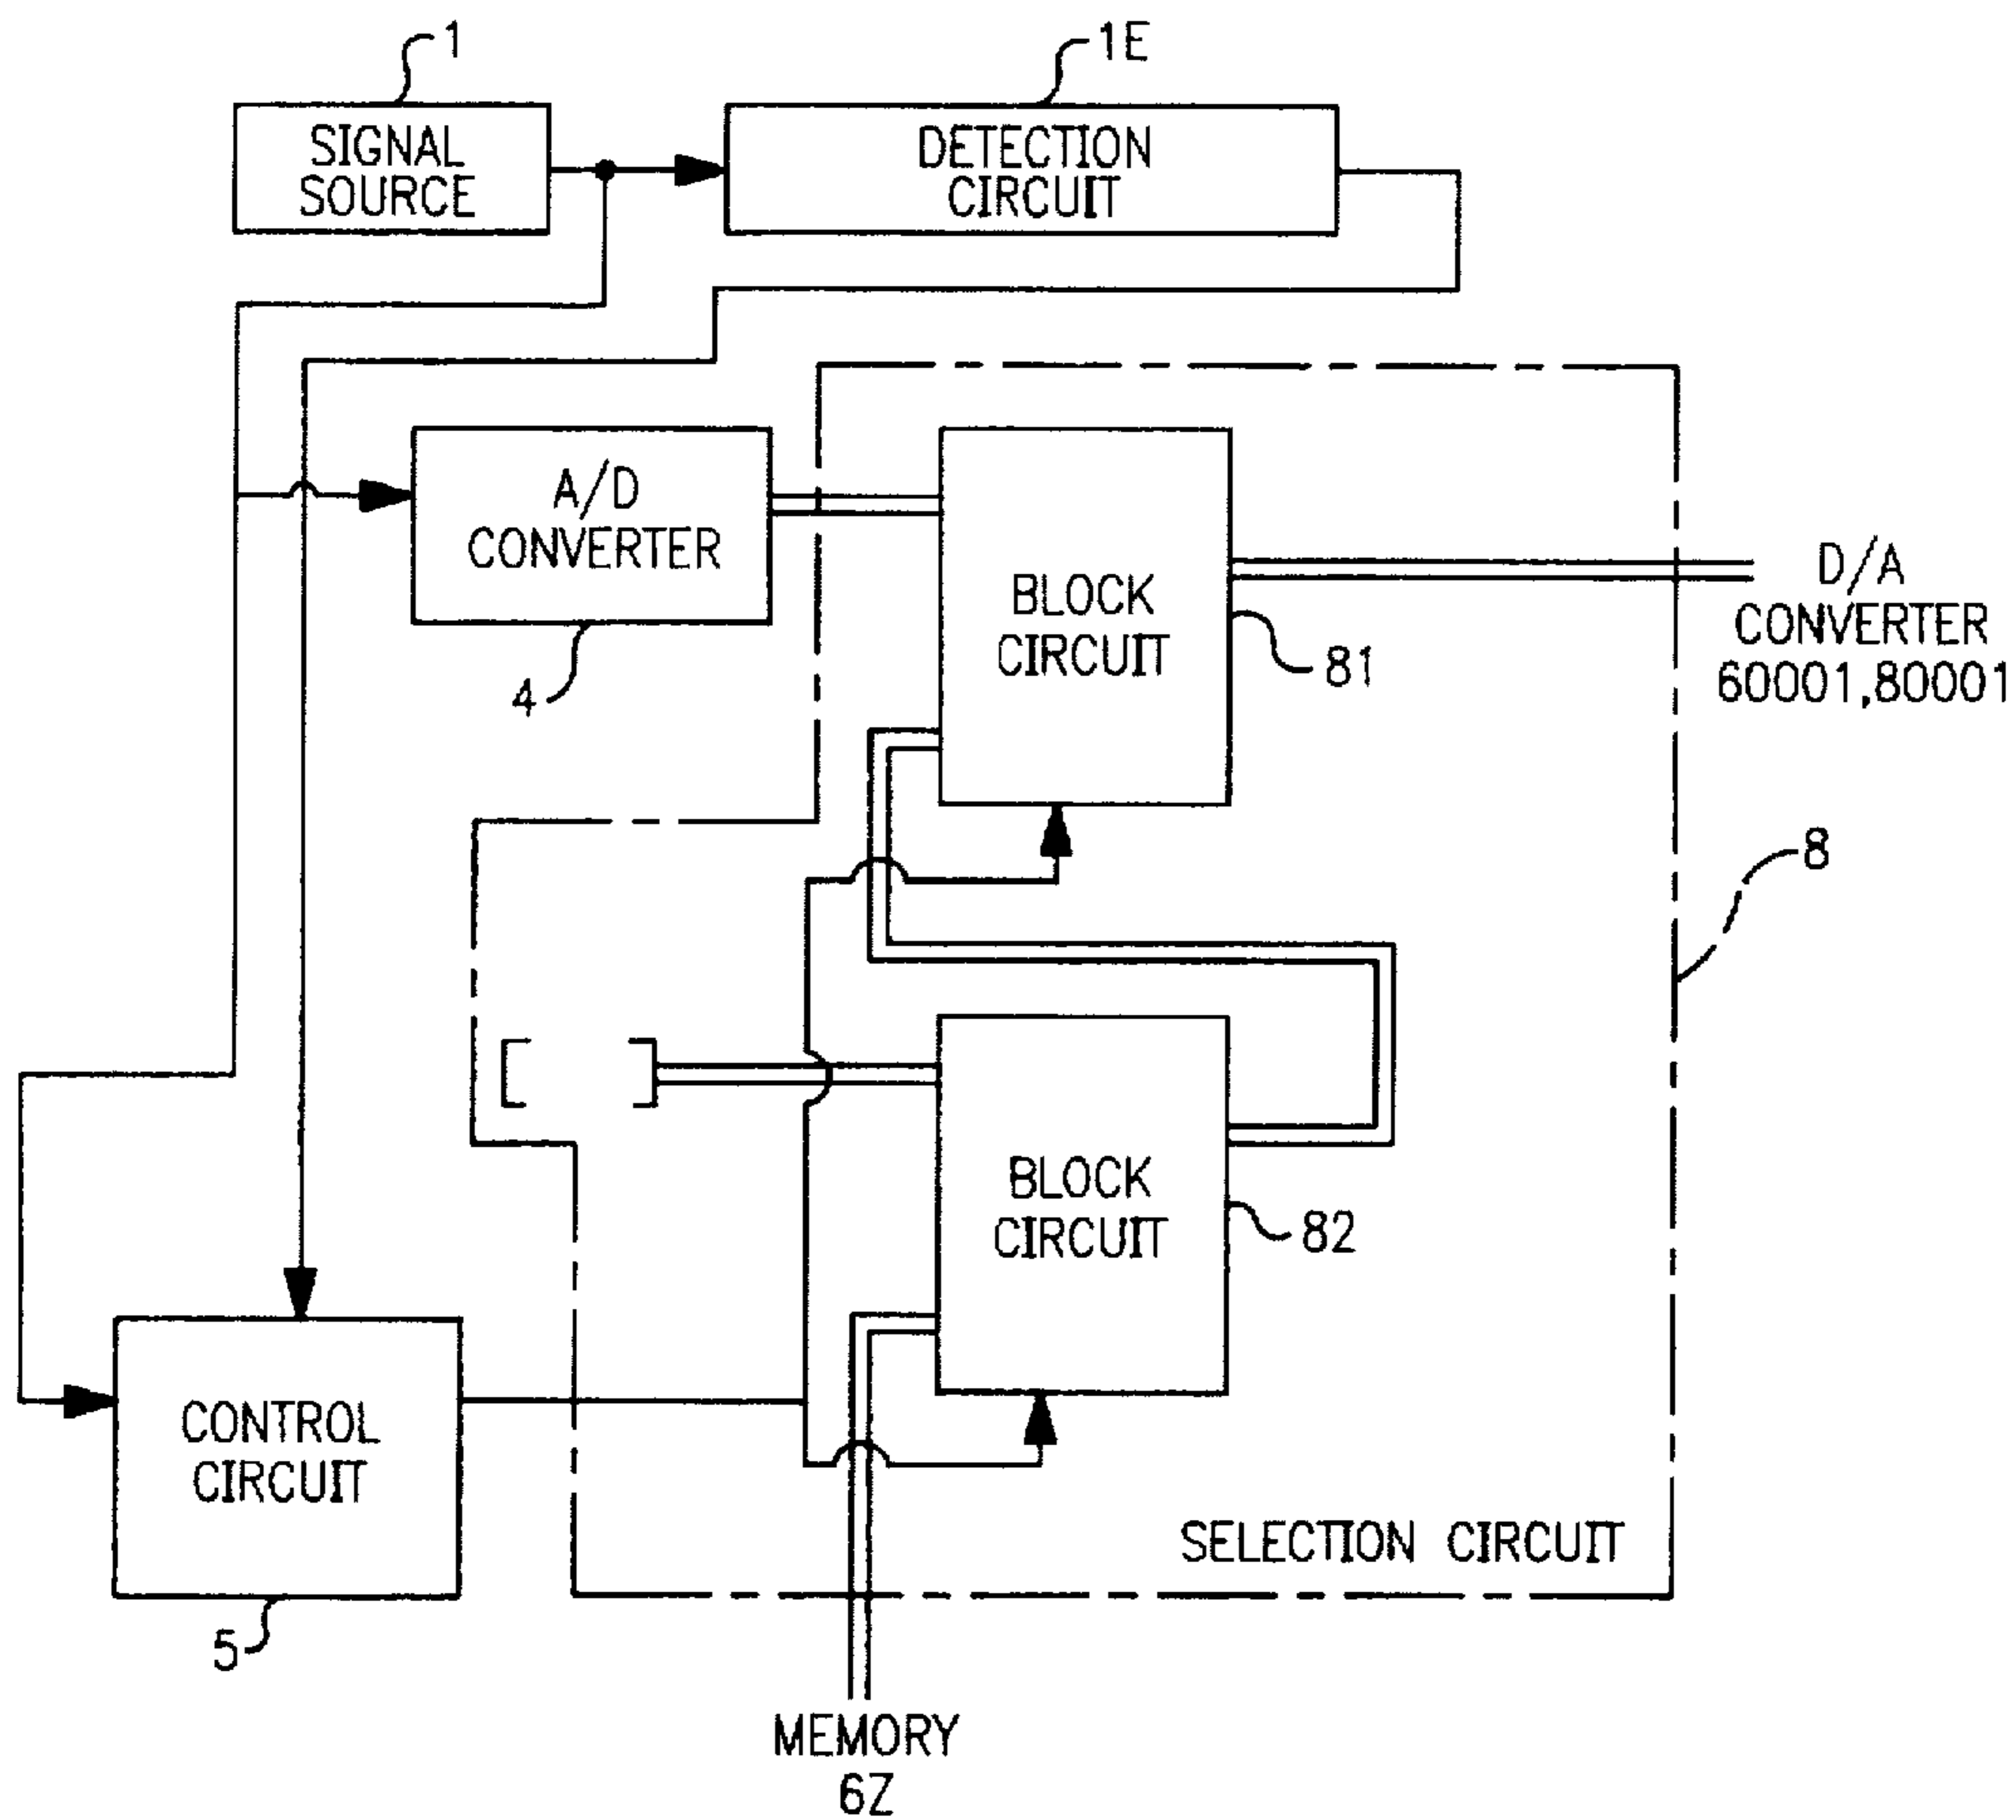 1
1E
SIGNAL
SOURCE
DETECTION
CIRCUIT
A/D
CONVERTER
4
BLOCK
CIRCUIT
81
D/A
CONVERTER
60001,80001
8
[ ]
BLOCK
CIRCUIT
82
CONTROL
CIRCUIT
5
SELECTION CIRCUIT
MEMORY
6Z